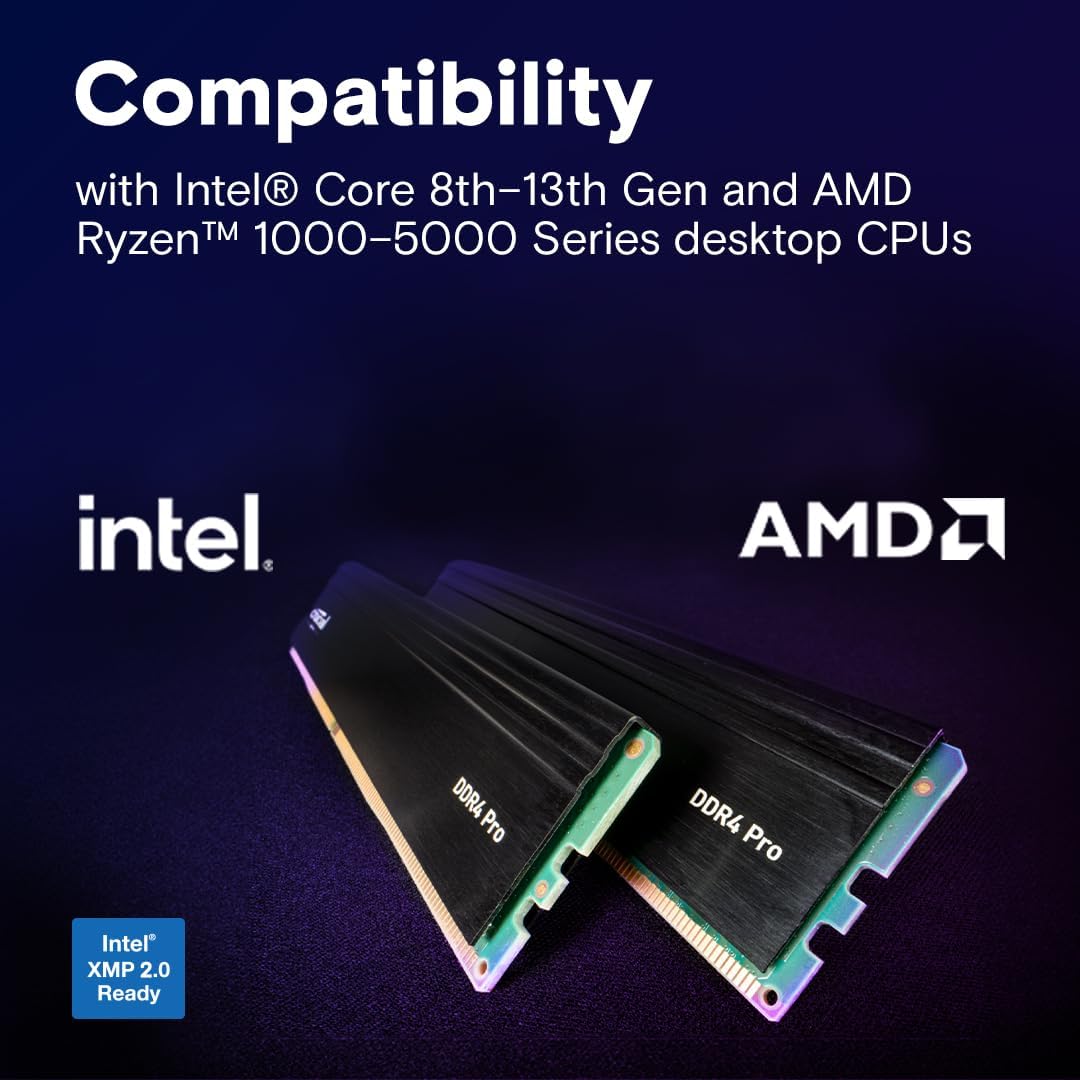 Compatibility
with Intel® Core 8th–13th Gen and AMD
Ryzen™ 1000–5000 Series desktop CPUs
intel®
AMD
crucial
DDR4 Pro
DDR4 Pro
Intel®
XMP 2.0
Ready